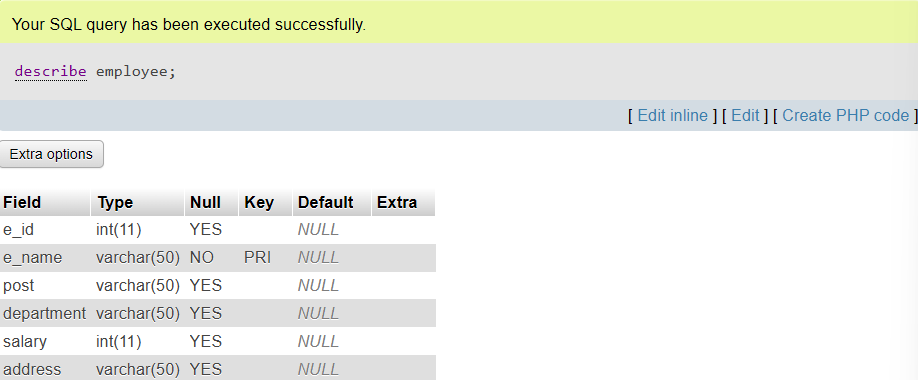 Your SQL query has been executed successfully.
describe employee;
[ Edit inline ] [ Edit ] [ Create PHP code ]
Extra options
Field Type Null Key Default Extra
e_id int(11) YES NULL
e_name varchar(50) NO PRI NULL
post varchar(50) YES NULL
department varchar(50) YES NULL
salary int(11) YES NULL
address varchar(50) YES NULL